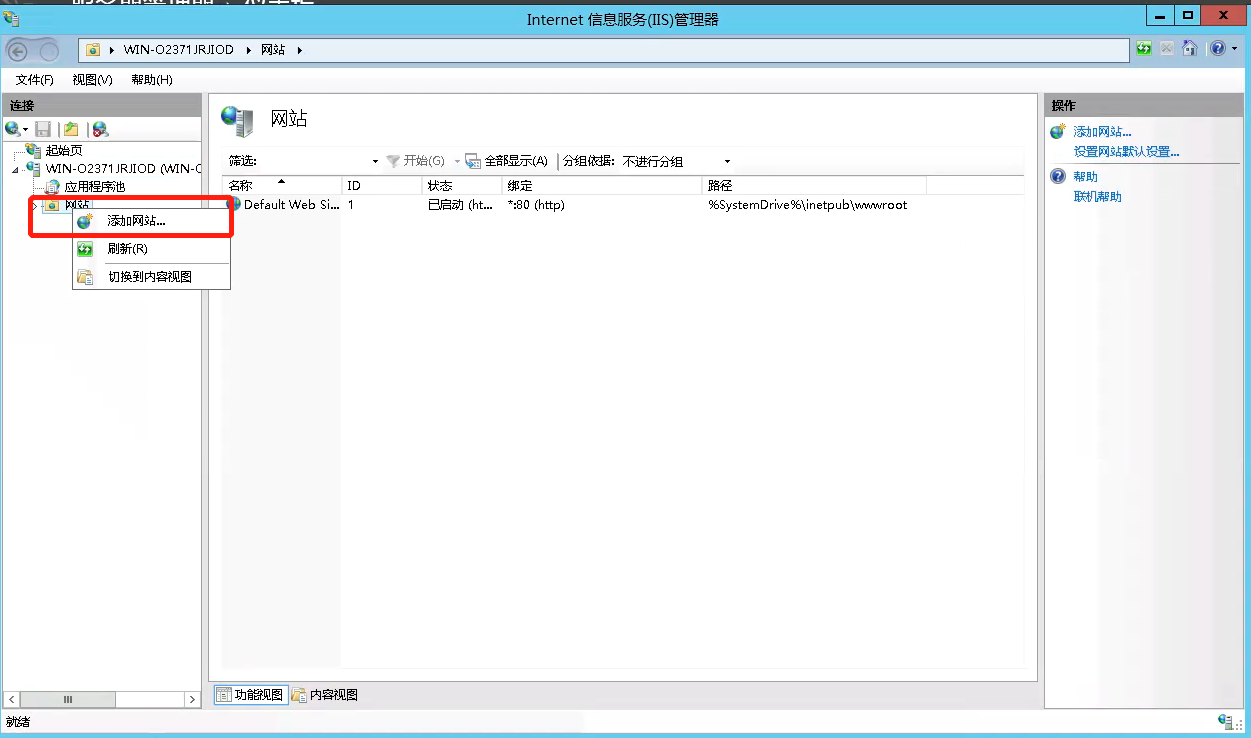 Internet 信息服务(IIS)管理器
WIN-O2371JRJIOD 网站
文件(F) 视图(V) 帮助(H)
连接
起始页
WIN-O2371JRJIOD (WIN-O
应用程序池
网站
添加网站...
刷新(R)
切换到内容视图
网站
筛选: 开始(G) 全部显示(A) 分组依据: 不进行分组
名称 ID 状态 绑定 路径
Default Web Si... 1 已启动 (ht... *:80 (http) %SystemDrive%\inetpub\wwwroot
功能视图 内容视图
操作
添加网站...
设置网站默认设置...
帮助
联机帮助
就绪